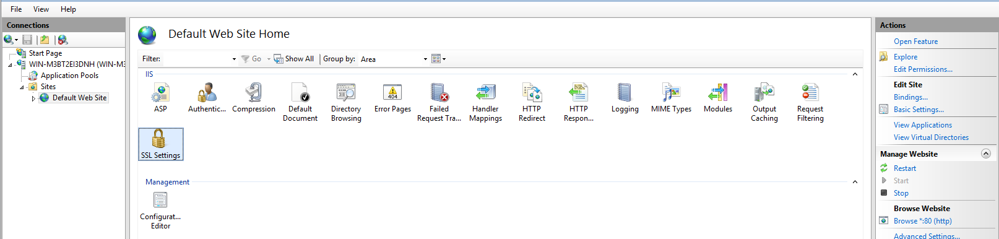 File View Help
Connections
Start Page
WIN-M3BT2EI3DNH (WIN-M3
Application Pools
Sites
Default Web Site
Default Web Site Home
Filter: Go Show All Group by: Area
IIS
ASP Authentic... Compression Default Document Directory Browsing Error Pages Failed Request Tra... Handler Mappings HTTP Redirect HTTP Respon... Logging MIME Types Modules Output Caching Request Filtering
SSL Settings
Management
Configurat...
Editor
Actions
Open Feature
Explore
Edit Permissions...
Edit Site
Bindings...
Basic Settings...
View Applications
View Virtual Directories
Manage Website
Restart
Start
Stop
Browse Website
Browse *:80 (http)
Advanced Settings...